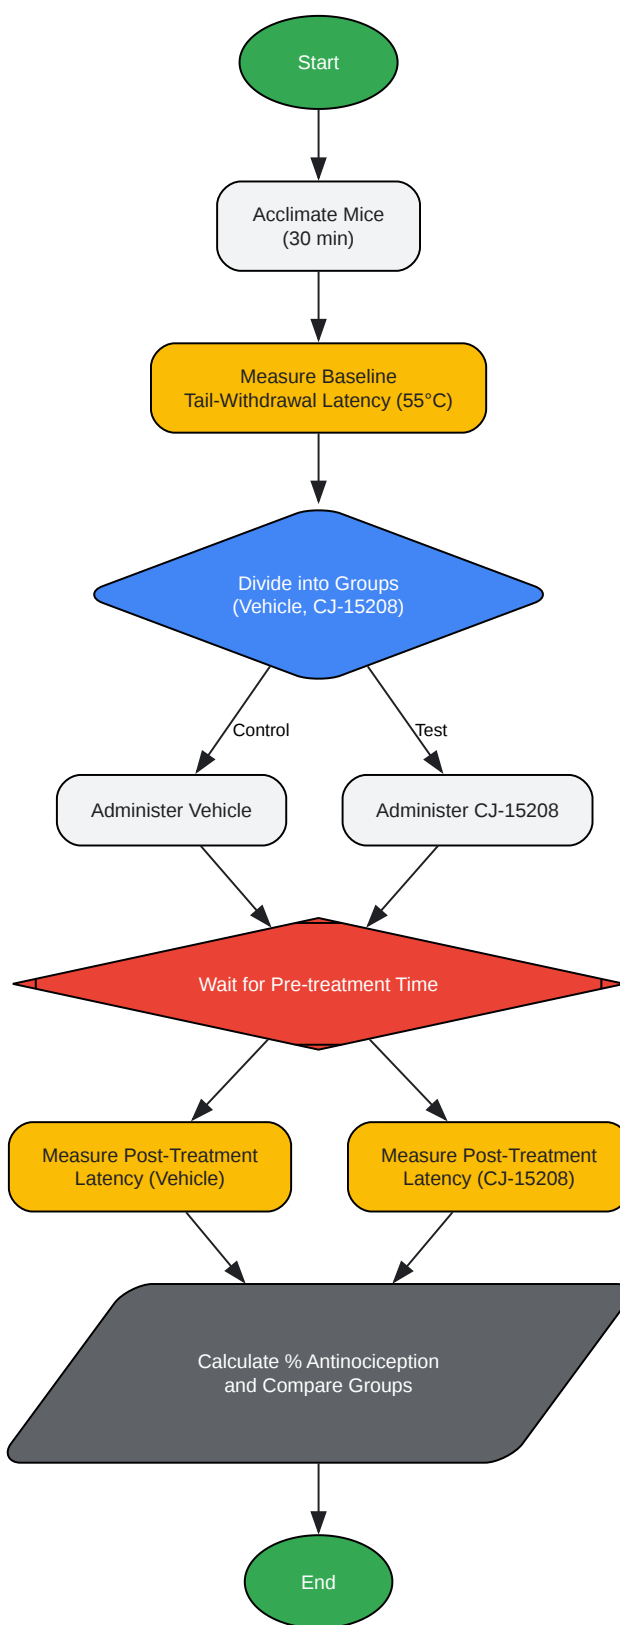 Start
Acclimate Mice
(30 min)
Measure Baseline
Tail-Withdrawal Latency (55°C)
Divide into Groups
(Vehicle, CJ-15208)
Control
Test
Administer Vehicle
Administer CJ-15208
Wait for Pre-treatment Time
Measure Post-Treatment
Latency (Vehicle)
Measure Post-Treatment
Latency (CJ-15208)
Calculate % Antinociception
and Compare Groups
End